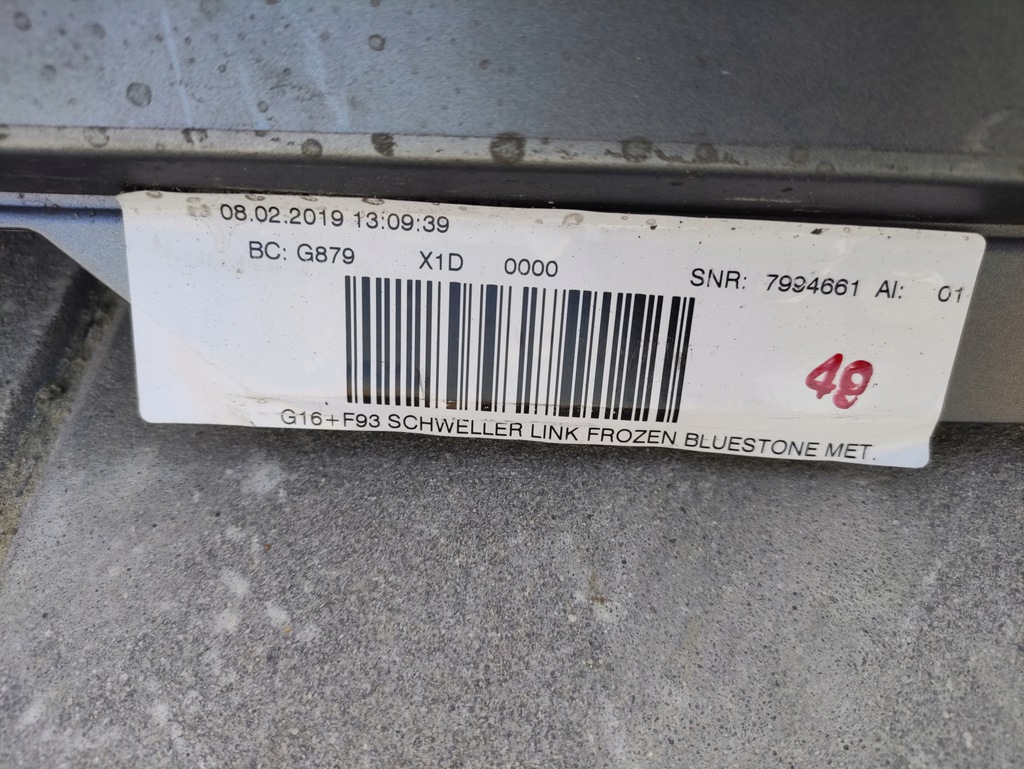 08.02.2019 13:09:39
BC: G879 X1D 0000
SNR: 7994661 AI: 01
48
G16+F93 SCHWELLER LINK FROZEN BLUESTONE MET.